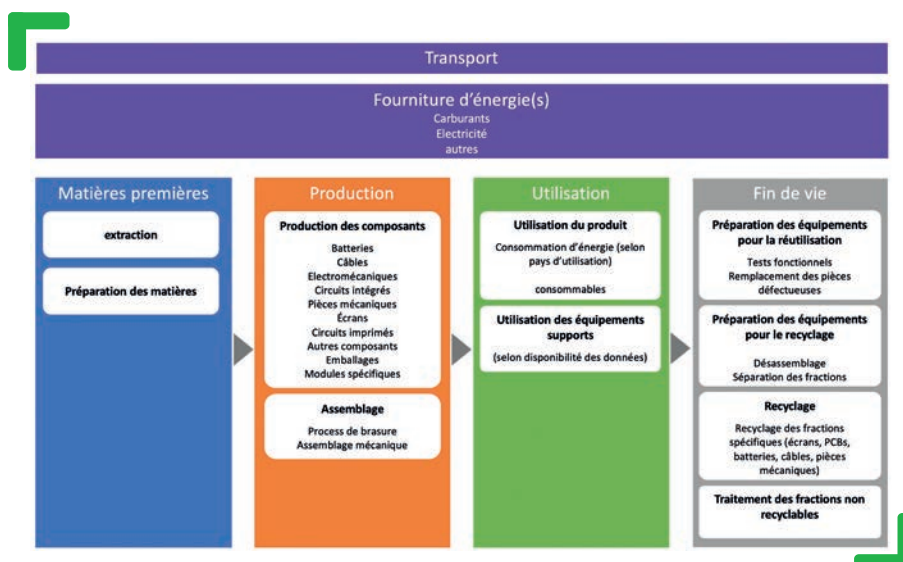 Transport
Fourniture d'énergie(s)
Carburants
Electricité
autres
Matières premières
extraction
Préparation des matières
Production
Production des composants
Batteries
Câbles
Electromécaniques
Circuits intégrés
Pièces mécaniques
Écrans
Circuits imprimés
Autres composants
Emballages
Modules spécifiques
Assemblage
Process de brasure
Assemblage mécanique
Utilisation
Utilisation du produit
Consommation d'énergie (selon
pays d'utilisation)
consommables
Utilisation des équipements
supports
(selon disponibilité des données)
Fin de vie
Préparation des équipements
pour la réutilisation
Tests fonctionnels
Remplacement des pièces
défectueuses
Préparation des équipements
pour le recyclage
Désassemblage
Séparation des fractions
Recyclage
Recyclage des fractions
spécifiques (écrans, PCBs,
batteries, câbles, pièces
mécaniques)
Traitement des fractions non
recyclables